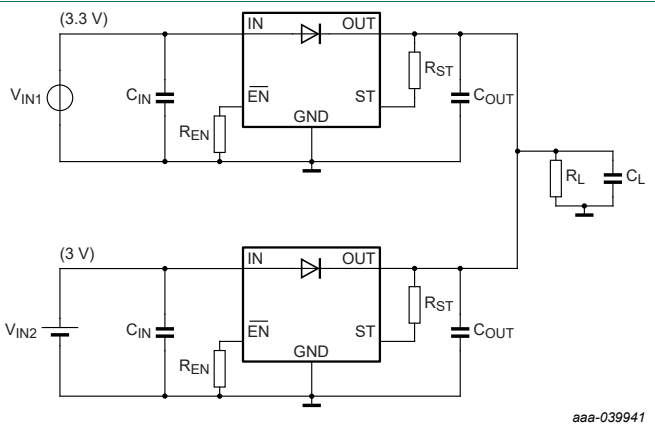 (3.3 V)
IN OUT
VIN1 CIN EN ST RST COUT
GND
REN
RL CL
(3 V)
IN OUT
VIN2 CIN EN ST RST COUT
GND
REN
aaa-039941